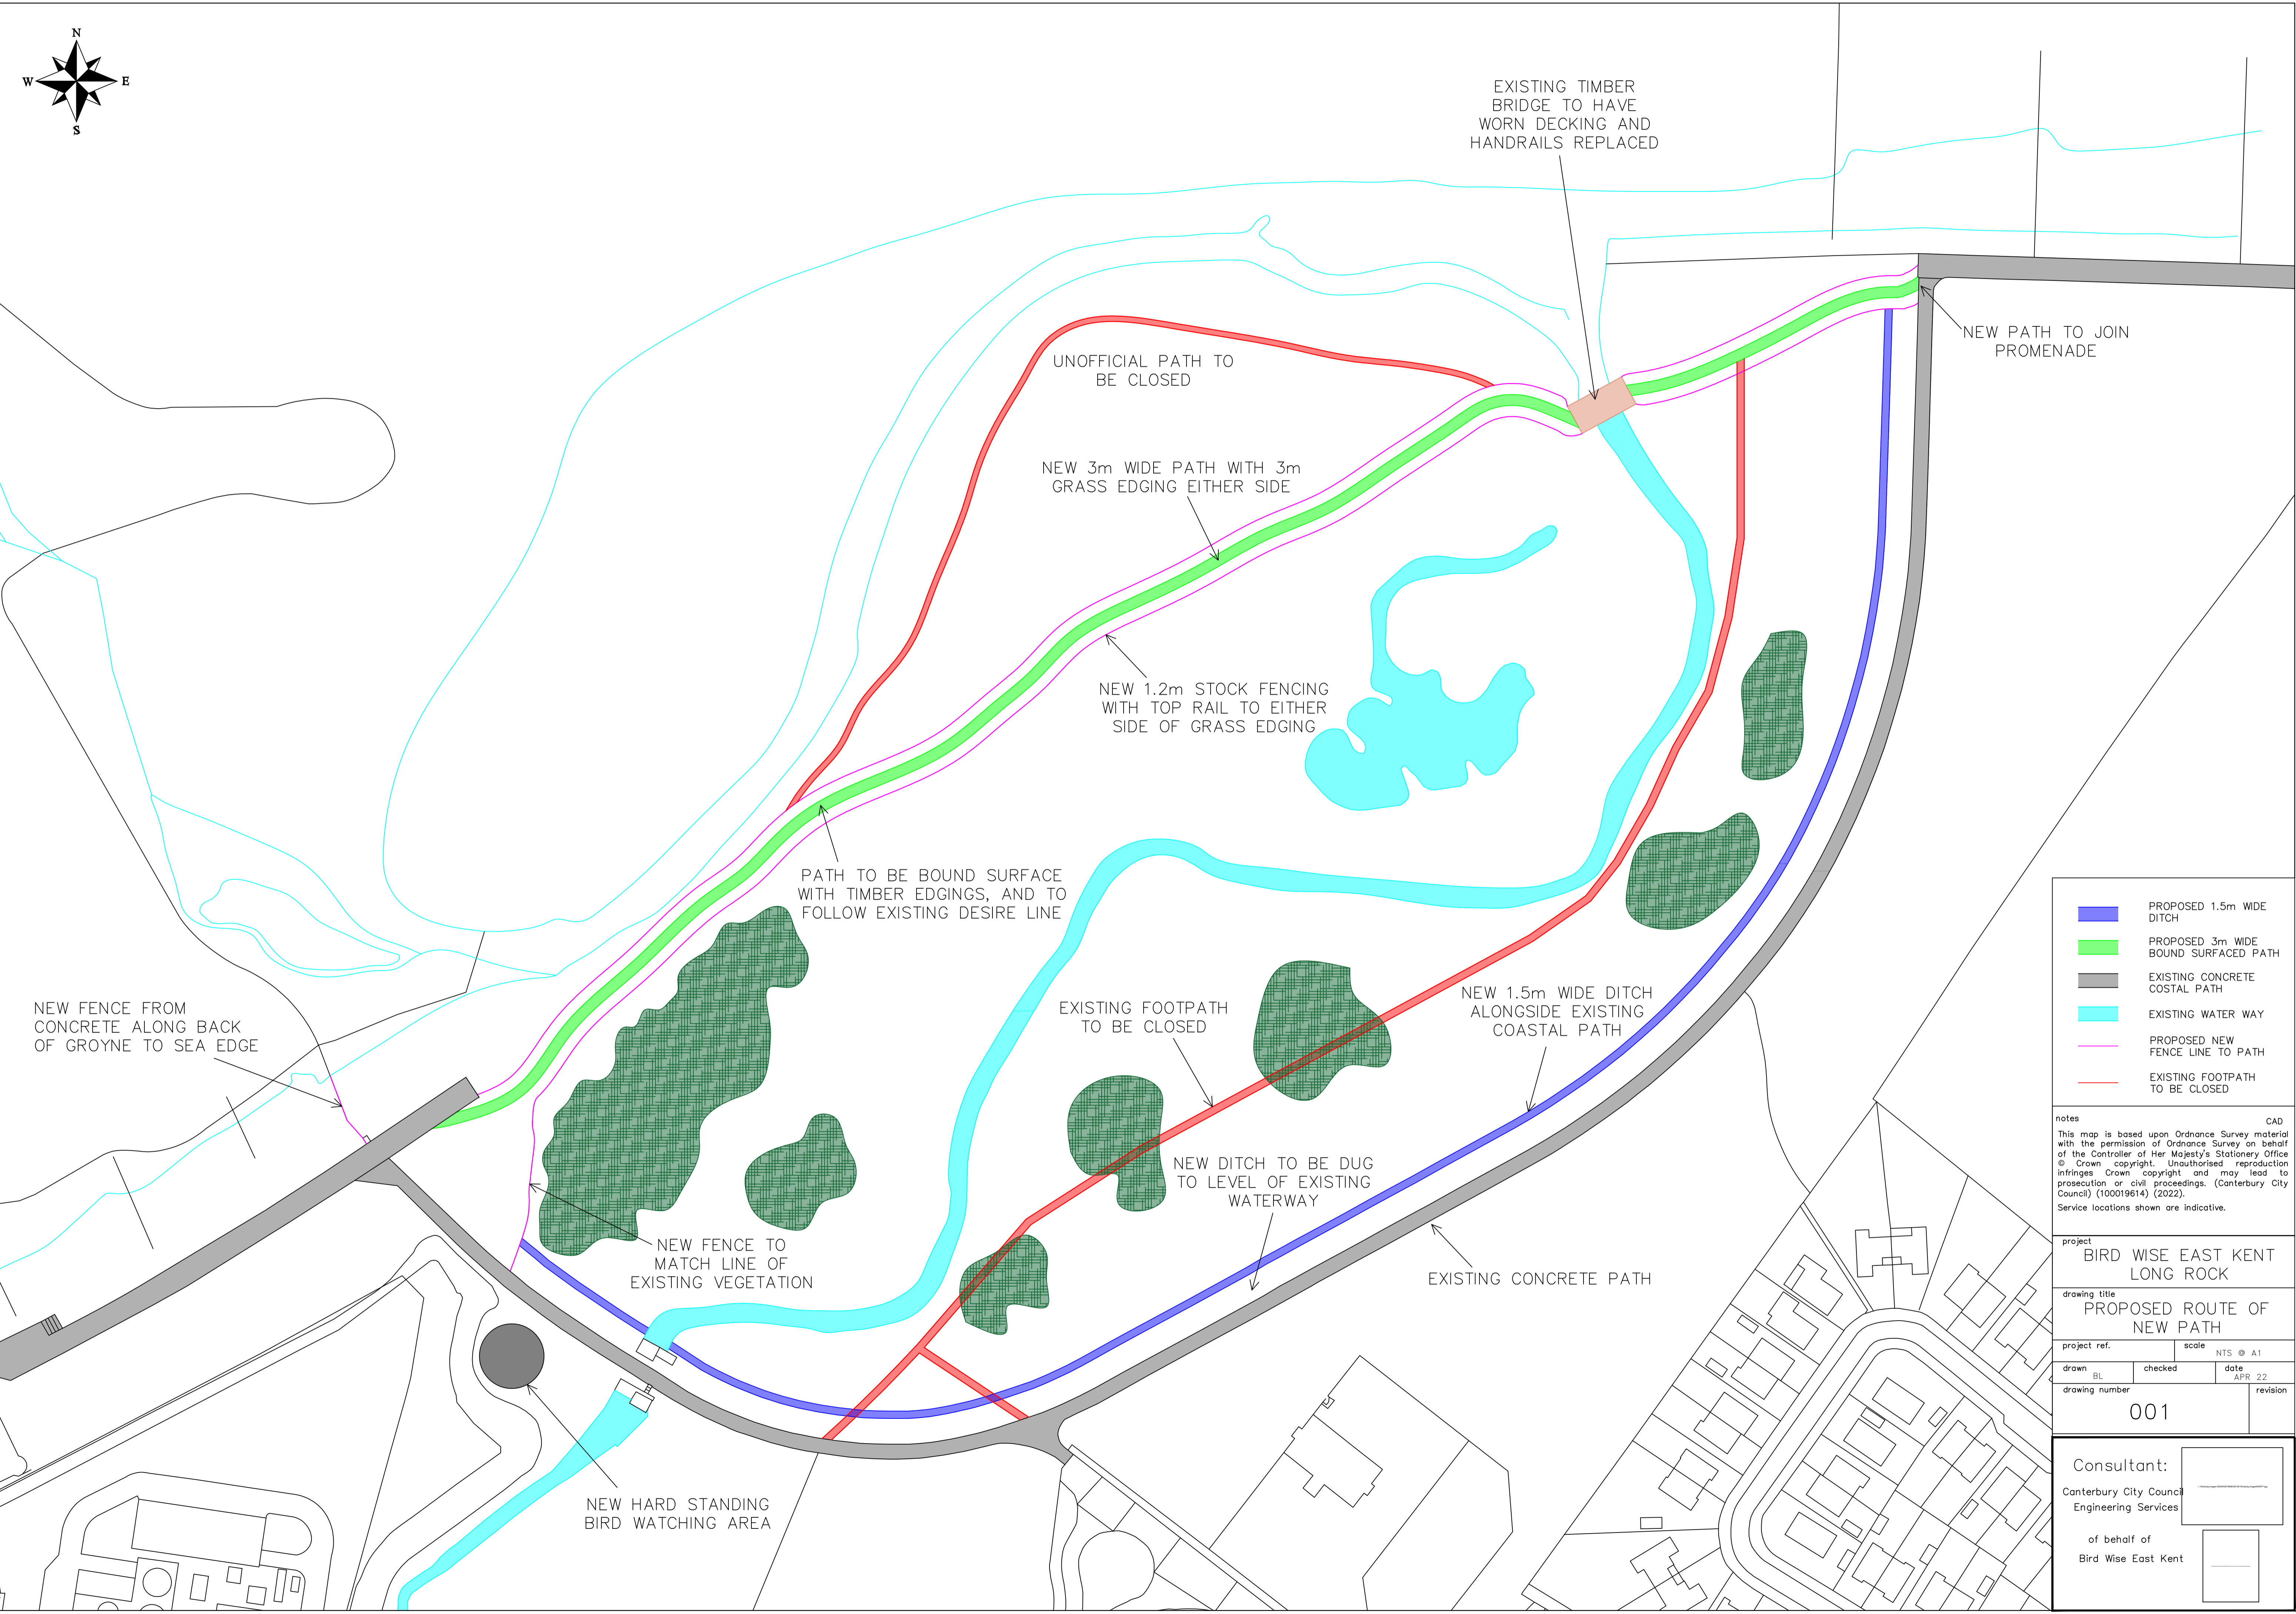 N
W E
S
EXISTING TIMBER
BRIDGE TO HAVE
WORN DECKING AND
HANDRAILS REPLACED
NEW PATH TO JOIN
PROMENADE
UNOFFICIAL PATH TO
BE CLOSED
NEW 3m WIDE PATH WITH 3m
GRASS EDGING EITHER SIDE
NEW 1.2m STOCK FENCING
WITH TOP RAIL TO EITHER
SIDE OF GRASS EDGING
PATH TO BE BOUND SURFACE
WITH TIMBER EDGINGS, AND TO
FOLLOW EXISTING DESIRE LINE
NEW FENCE FROM
CONCRETE ALONG BACK
OF GROYNE TO SEA EDGE
EXISTING FOOTPATH
TO BE CLOSED
NEW 1.5m WIDE DITCH
ALONGSIDE EXISTING
COASTAL PATH
NEW DITCH TO BE DUG
TO LEVEL OF EXISTING
WATERWAY
NEW FENCE TO
MATCH LINE OF
EXISTING VEGETATION
EXISTING CONCRETE PATH
NEW HARD STANDING
BIRD WATCHING AREA
PROPOSED 1.5m WIDE
DITCH
PROPOSED 3m WIDE
BOUND SURFACED PATH
EXISTING CONCRETE
COSTAL PATH
EXISTING WATER WAY
PROPOSED NEW
FENCE LINE TO PATH
EXISTING FOOTPATH
TO BE CLOSED
notes CAD
This map is based upon Ordnance Survey material
with the permission of Ordnance Survey on behalf
of the Controller of Her Majesty's Stationery Office
© Crown copyright. Unauthorised reproduction
infringes Crown copyright and may lead to
prosecution or civil proceedings. (Canterbury City
Council) (100019614) (2022).
Service locations shown are indicative.
project
BIRD WISE EAST KENT
LONG ROCK
drawing title
PROPOSED ROUTE OF
NEW PATH
project ref. scale
NTS @ A1
drawn checked date
BL APR 22
drawing number revision
001
Consultant:
Canterbury City Council
Engineering Services
of behalf of
Bird Wise East Kent